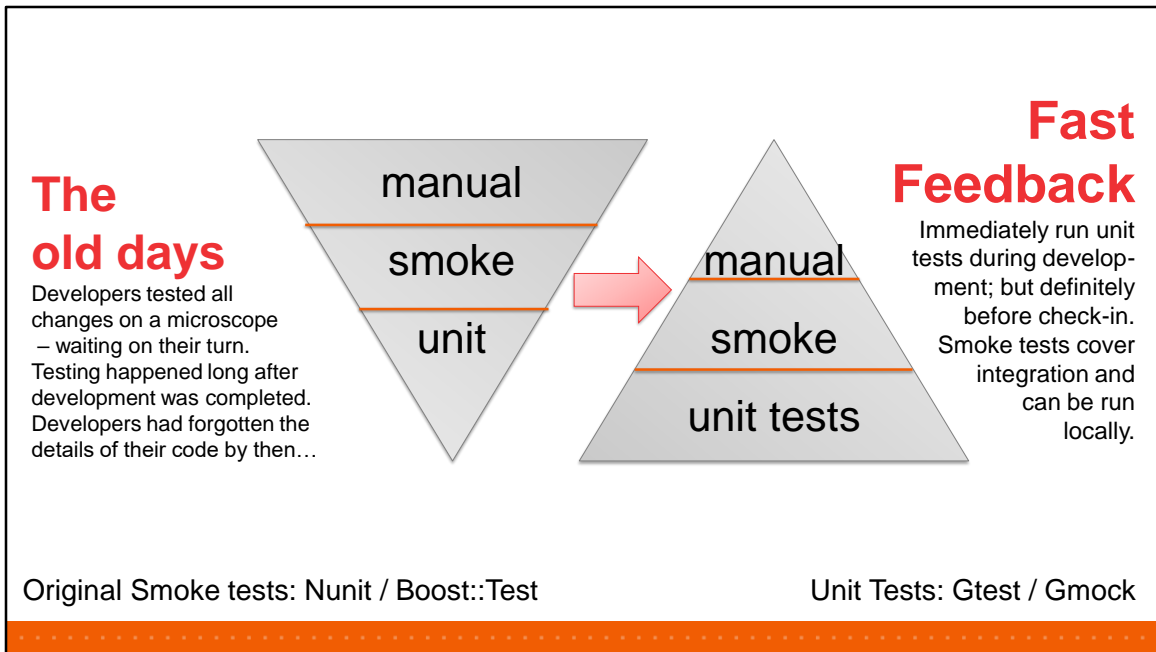 The
old days
Developers tested all
changes on a microscope
– waiting on their turn.
Testing happened long after
development was completed.
Developers had forgotten the
details of their code by then…
manual
smoke
unit
manual
smoke
unit tests
Fast
Feedback
Immediately run unit
tests during develop-
ment; but definitely
before check-in.
Smoke tests cover
integration and
can be run
locally.
Original Smoke tests: Nunit / Boost::Test
Unit Tests: Gtest / Gmock